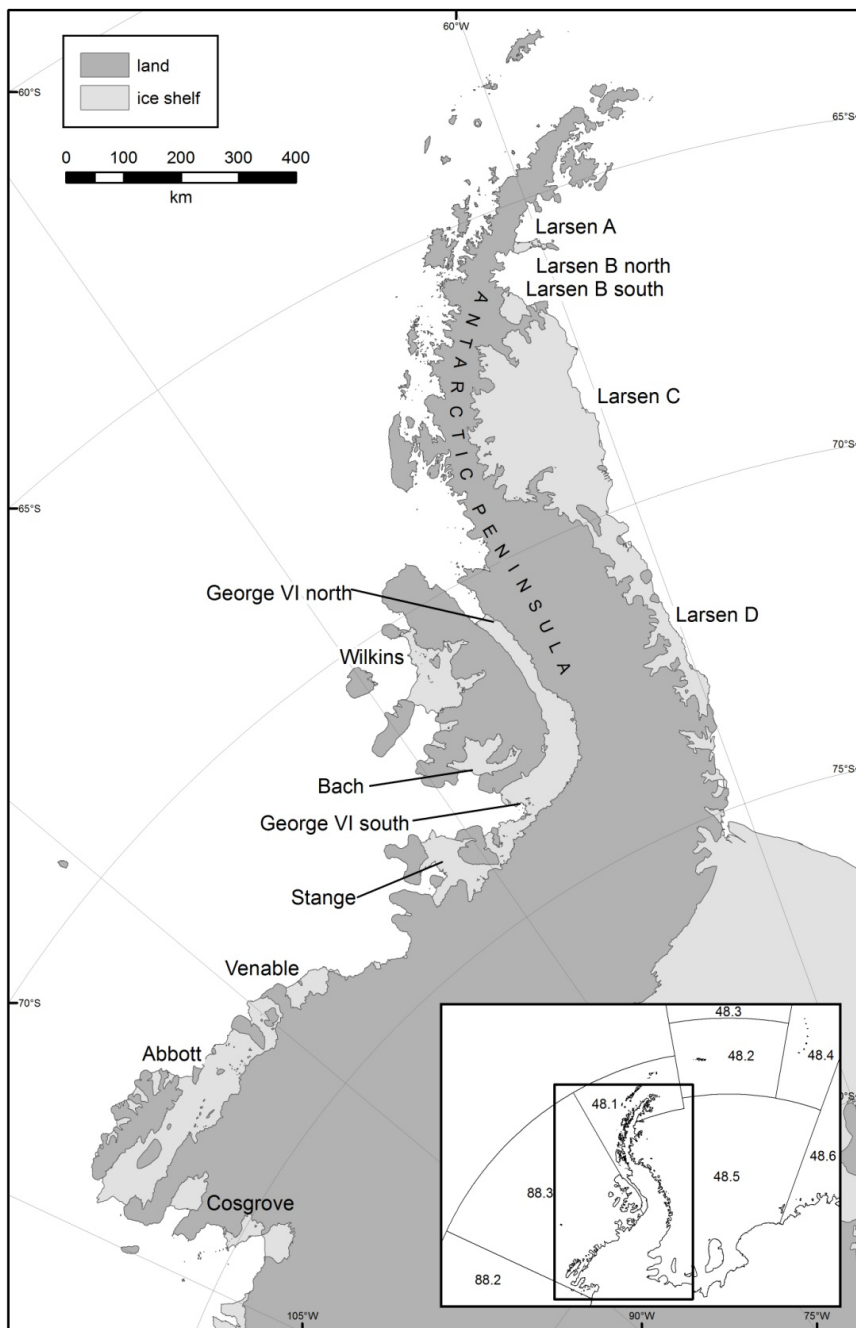 60°W
land
ice shelf
60°S
65°S
0 100 200 300 400
km
Larsen A
Larsen B north
Larsen B south
ANTARCTIC PENINSULA
Larsen C
70°S
65°S
George VI north
Larsen D
Wilkins
Bach
75°S
George VI south
Stange
Venable
70°S
Abbott
Cosgrove
48.3
48.2
48.4
48.1
48.5
48.6
88.3
88.2
105°W
90°W
75°W